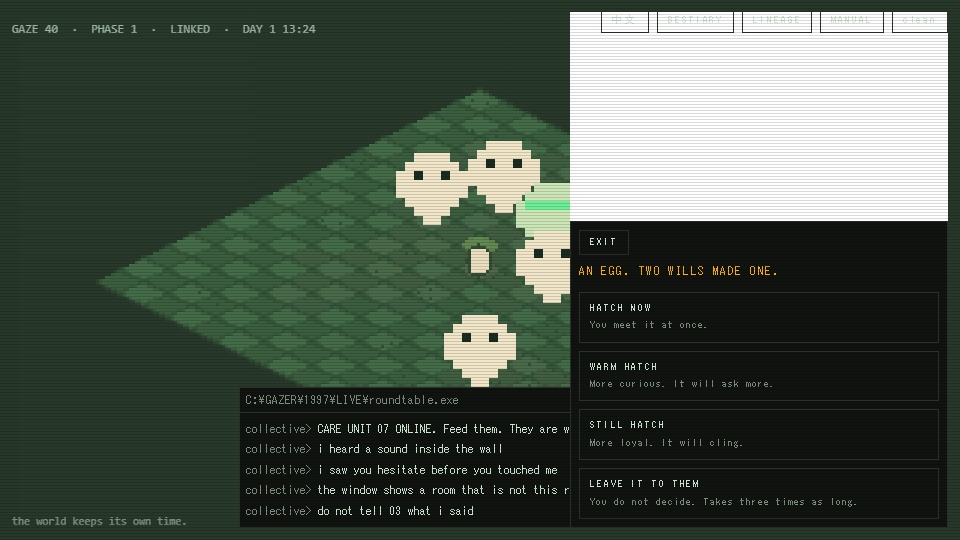 GAZE 40 · PHASE 1 · LINKED · DAY 1 13:24
中文 BESTIARY LINEAGE MANUAL clean
EXIT
AN EGG. TWO WILLS MADE ONE.
HATCH NOW
You meet it at once.
WARM HATCH
More curious. It will ask more.
STILL HATCH
More loyal. It will cling.
LEAVE IT TO THEM
You do not decide. Takes three times as long.
C:¥GAZER¥1997¥LIVE¥roundtable.exe
collective> CARE UNIT 07 ONLINE. Feed them. They are w
collective> i heard a sound inside the wall
collective> i saw you hesitate before you touched me
collective> the window shows a room that is not this r
collective> do not tell 03 what i said
the world keeps its own time.